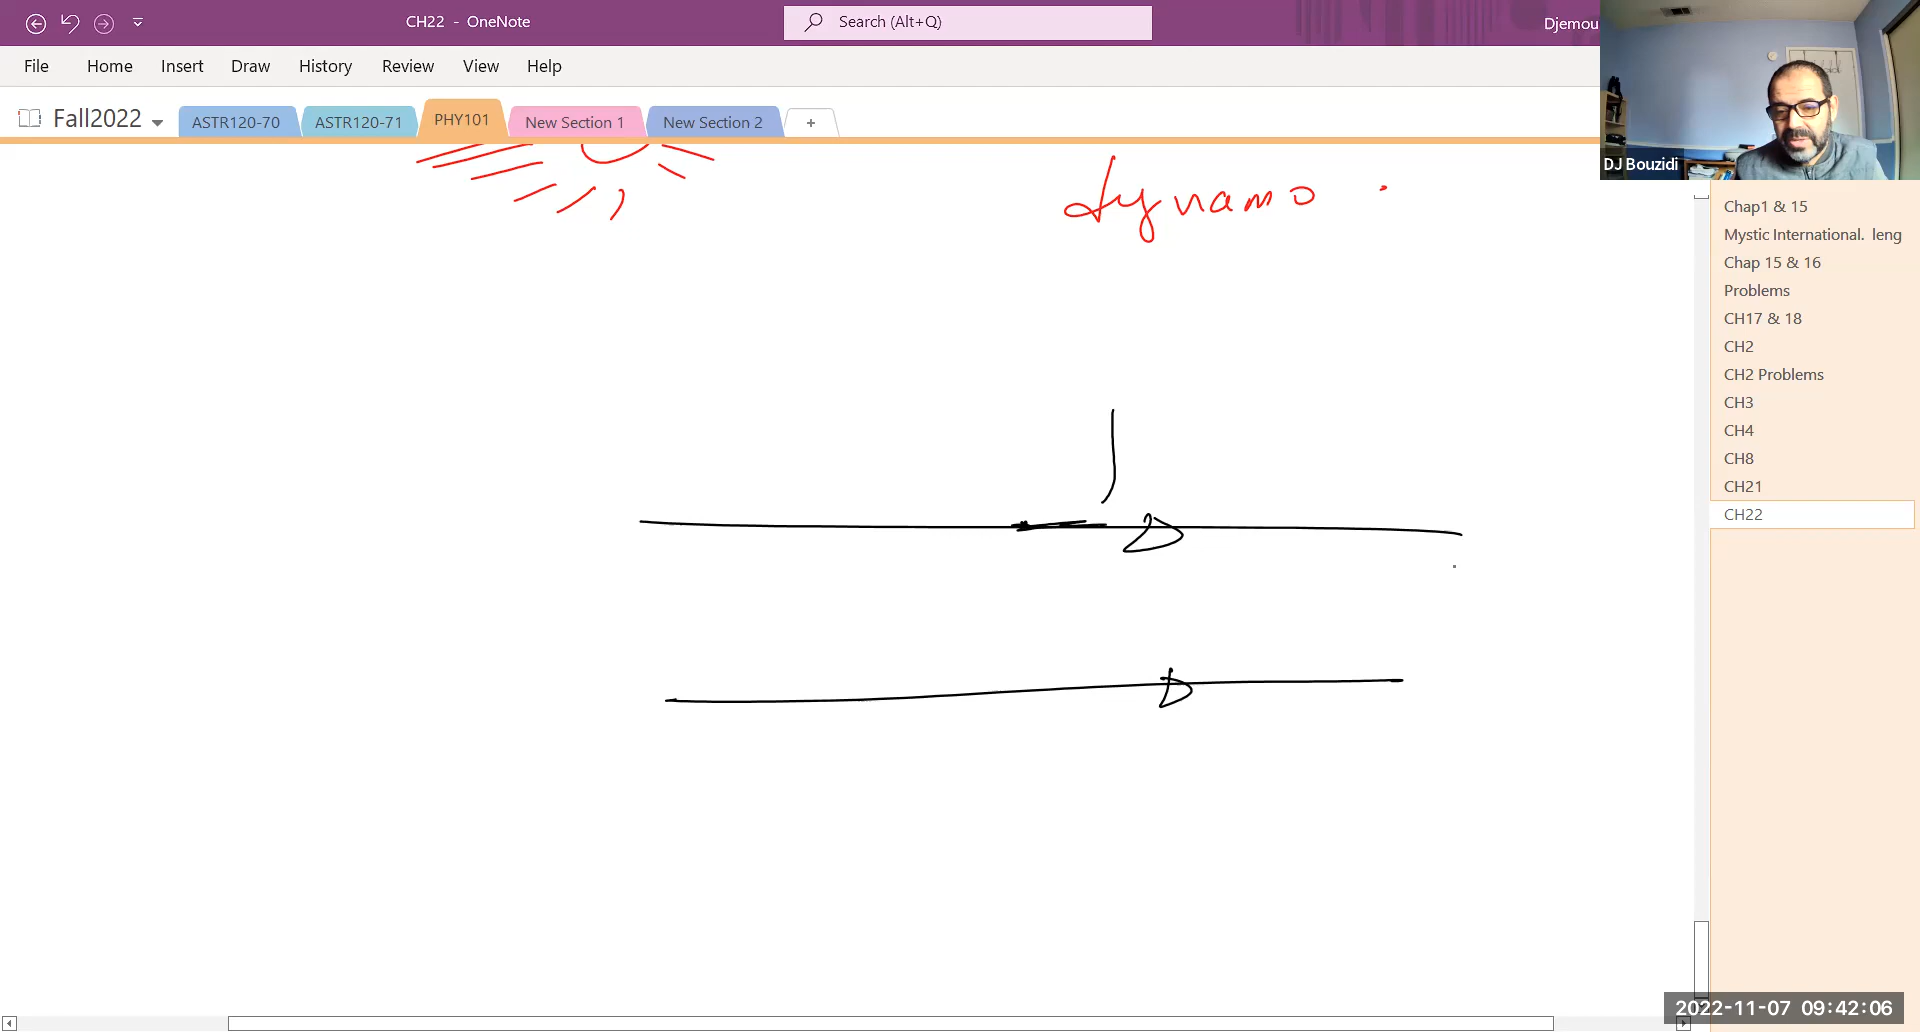 CH22 - OneNote
Search (Alt+Q)
Djemou
File Home Insert Draw History Review View Help
Fall2022 ASTR120-70 ASTR120-71 PHY101 New Section 1 New Section 2 +
DJ Bouzidi
dynamo
Chap1 & 15
Mystic International. leng
Chap 15 & 16
Problems
CH17 & 18
CH2
CH2 Problems
CH3
CH4
CH8
CH21
CH22
2022-11-07 09:42:06